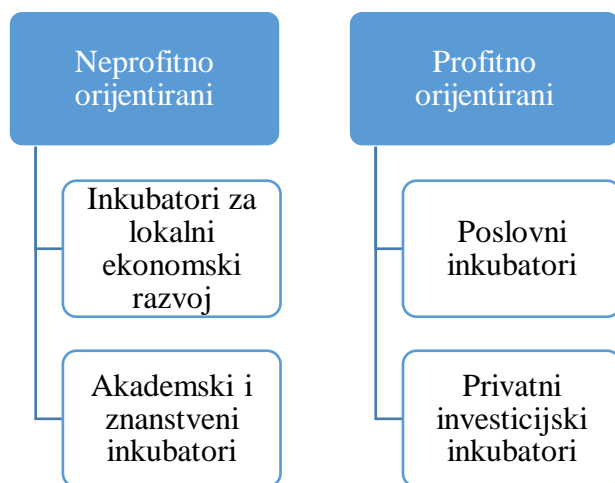 Neprofitno
orijentirani
Inkubatori za
lokalni
ekonomski
razvoj
Akademski i
znanstveni
inkubatori
Profitno
orijentirani
Poslovni
inkubatori
Privatni
investicijski
inkubatori